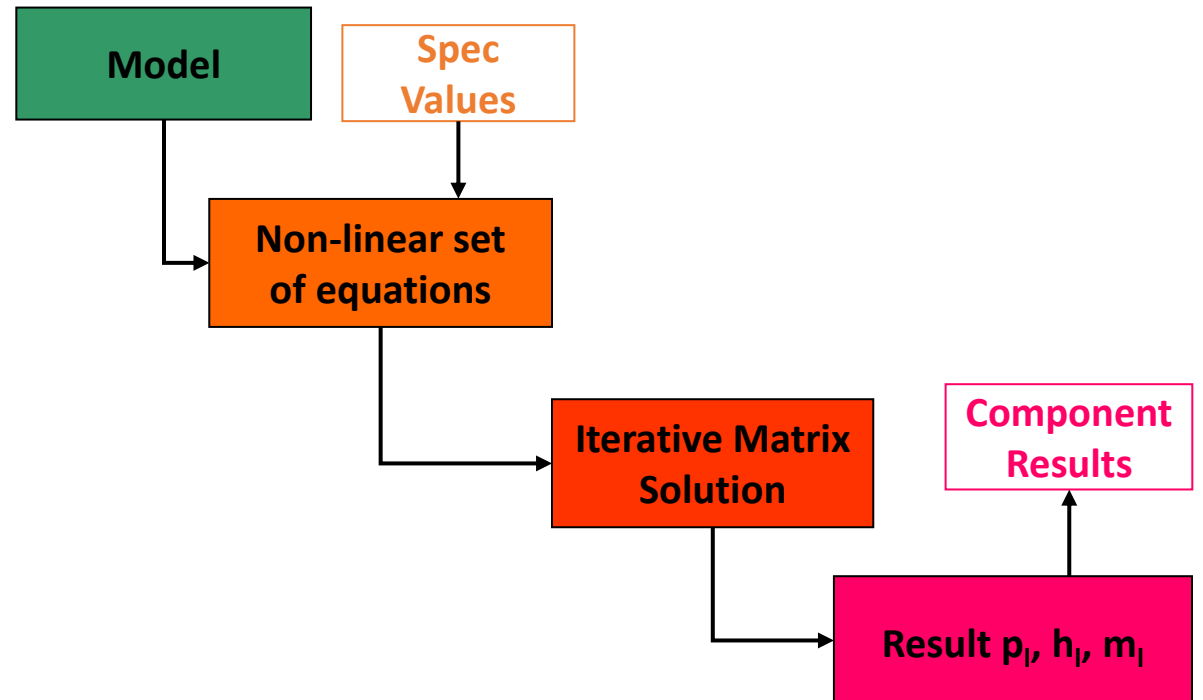 Model
Spec
Values
Non-linear set
of equations
Iterative Matrix
Solution
Component
Results
Result pl, hl, ml